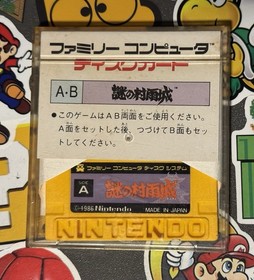 ファミリー コンピュータ™
ディスクカード
A・B 謎の村雨城
●このゲームはAB両面をご使用ください。
A面をセットした後、つづけてB面もセ
ットしてください。
ファミリー コンピュータ ディスク システム
SIDE A 謎の村雨城
©1986 Nintendo MADE IN JAPAN
NINTENDO